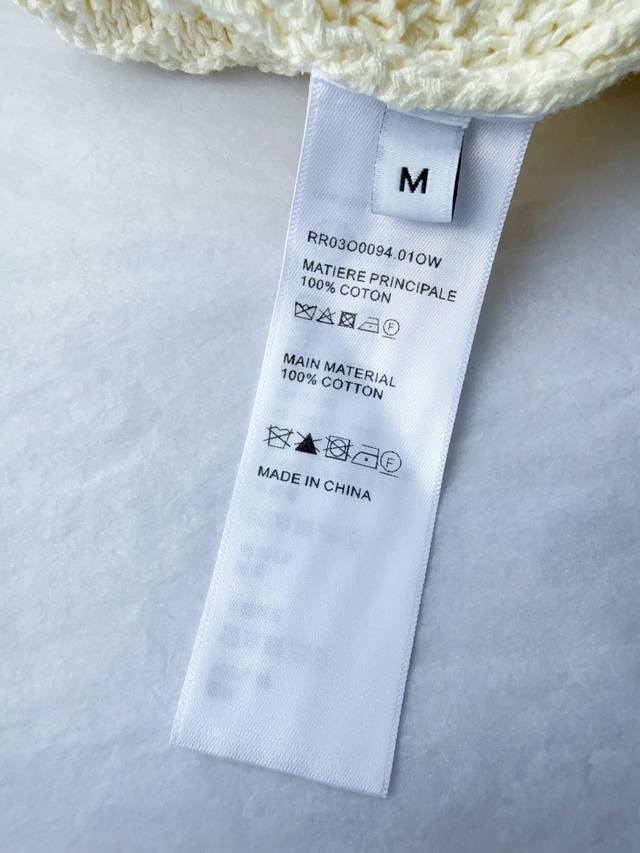 M
RR03O0094.01OW
MATIERE PRINCIPALE
100% COTON
F
MAIN MATERIAL
100% COTTON
F
MADE IN CHINA